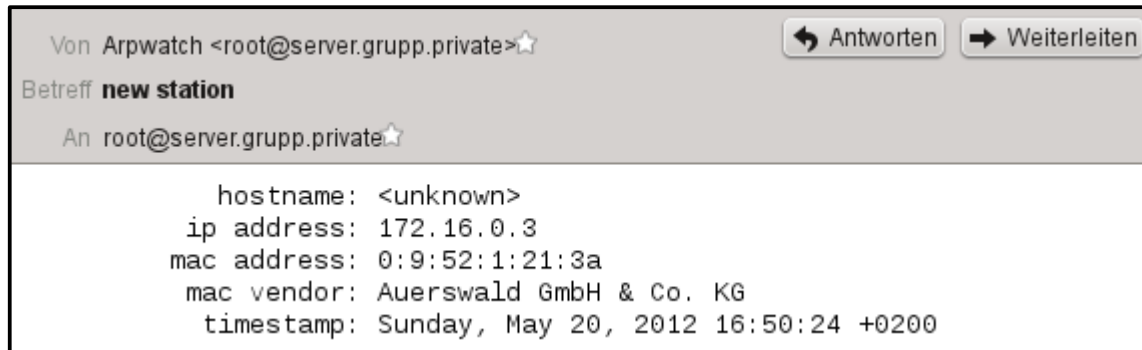 Von Arpwatch <root@server.grupp.private> Antworten Weiterleiten
Betreff new station
An root@server.grupp.private
hostname: <unknown>
ip address: 172.16.0.3
mac address: 0:9:52:1:21:3a
mac vendor: Auerswald GmbH & Co. KG
timestamp: Sunday, May 20, 2012 16:50:24 +0200